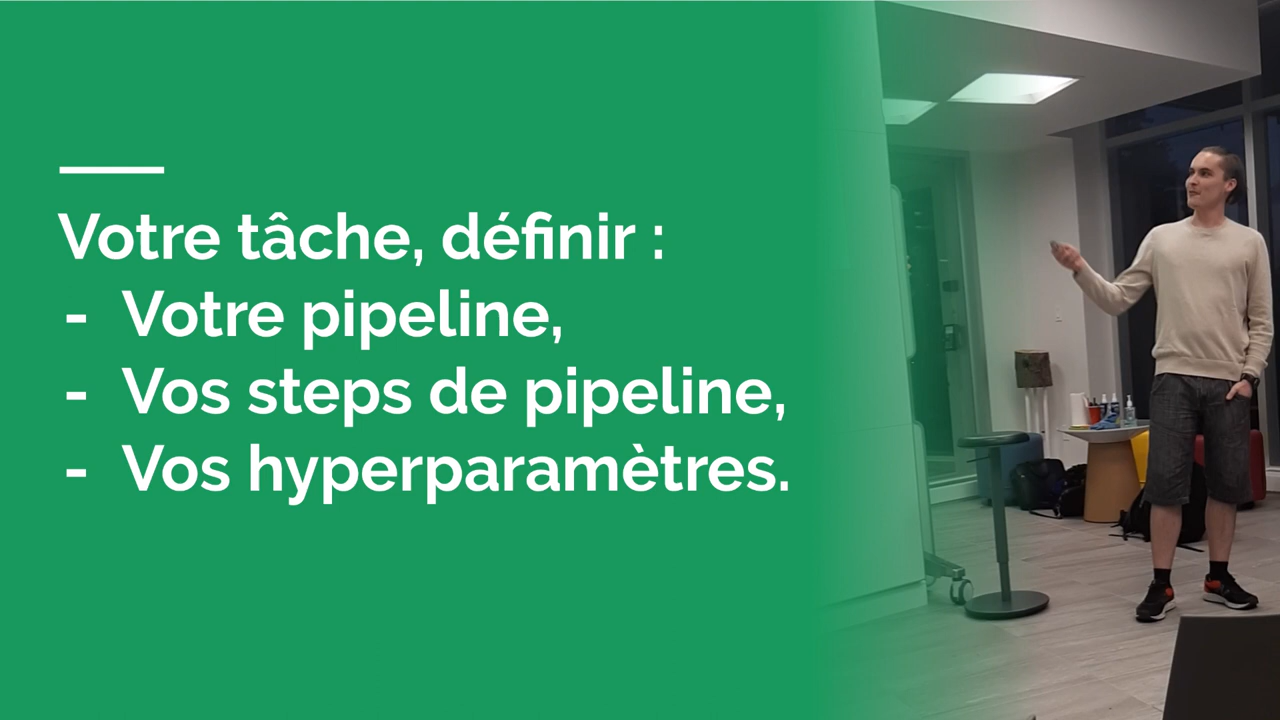 Votre tâche, définir :
- Votre pipeline,
- Vos steps de pipeline,
- Vos hyperparamètres.